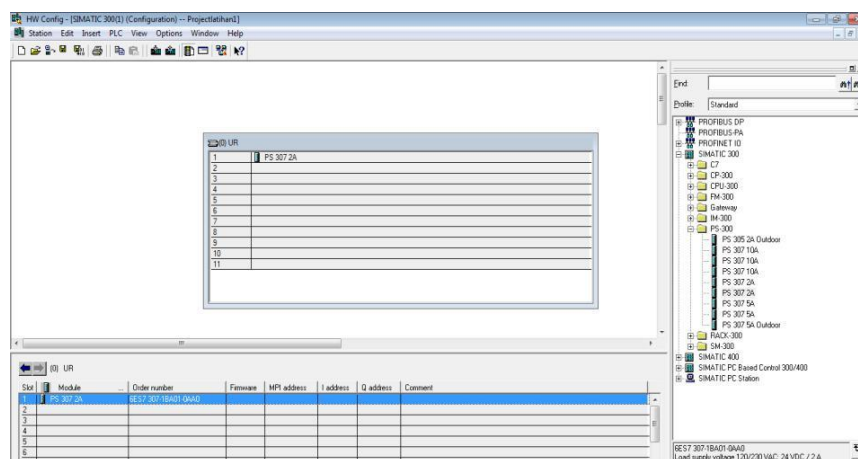 HW Config - [SIMATIC 300(1) (Configuration) -- Projectlatihan1]
Station Edit Insert PLC View Options Window Help
(0) UR
1 PS 307 2A
2
3
4
5
6
7
8
9
10
11
Find:
Profile: Standard
PROFIBUS DP
PROFIBUS-PA
PROFINET IO
SIMATIC 300
C7
CP-300
CPU-300
FM-300
Gateway
IM-300
PS-300
PS 305 2A Outdoor
PS 307 10A
PS 307 10A
PS 307 10A
PS 307 2A
PS 307 2A
PS 307 5A
PS 307 5A
PS 307 5A Outdoor
RACK-300
SM-300
SIMATIC 400
SIMATIC PC Based Control 300/400
SIMATIC PC Station
(0) UR
Slot Module ... Order number Firmware MPI address I address Q address Comment
1 PS 307 2A 6ES7 307-1BA01-0AA0
2
3
4
5
6
6ES7 307-1BA01-0AA0
Load supply voltage 120/230 VAC: 24 VDC / 2 A